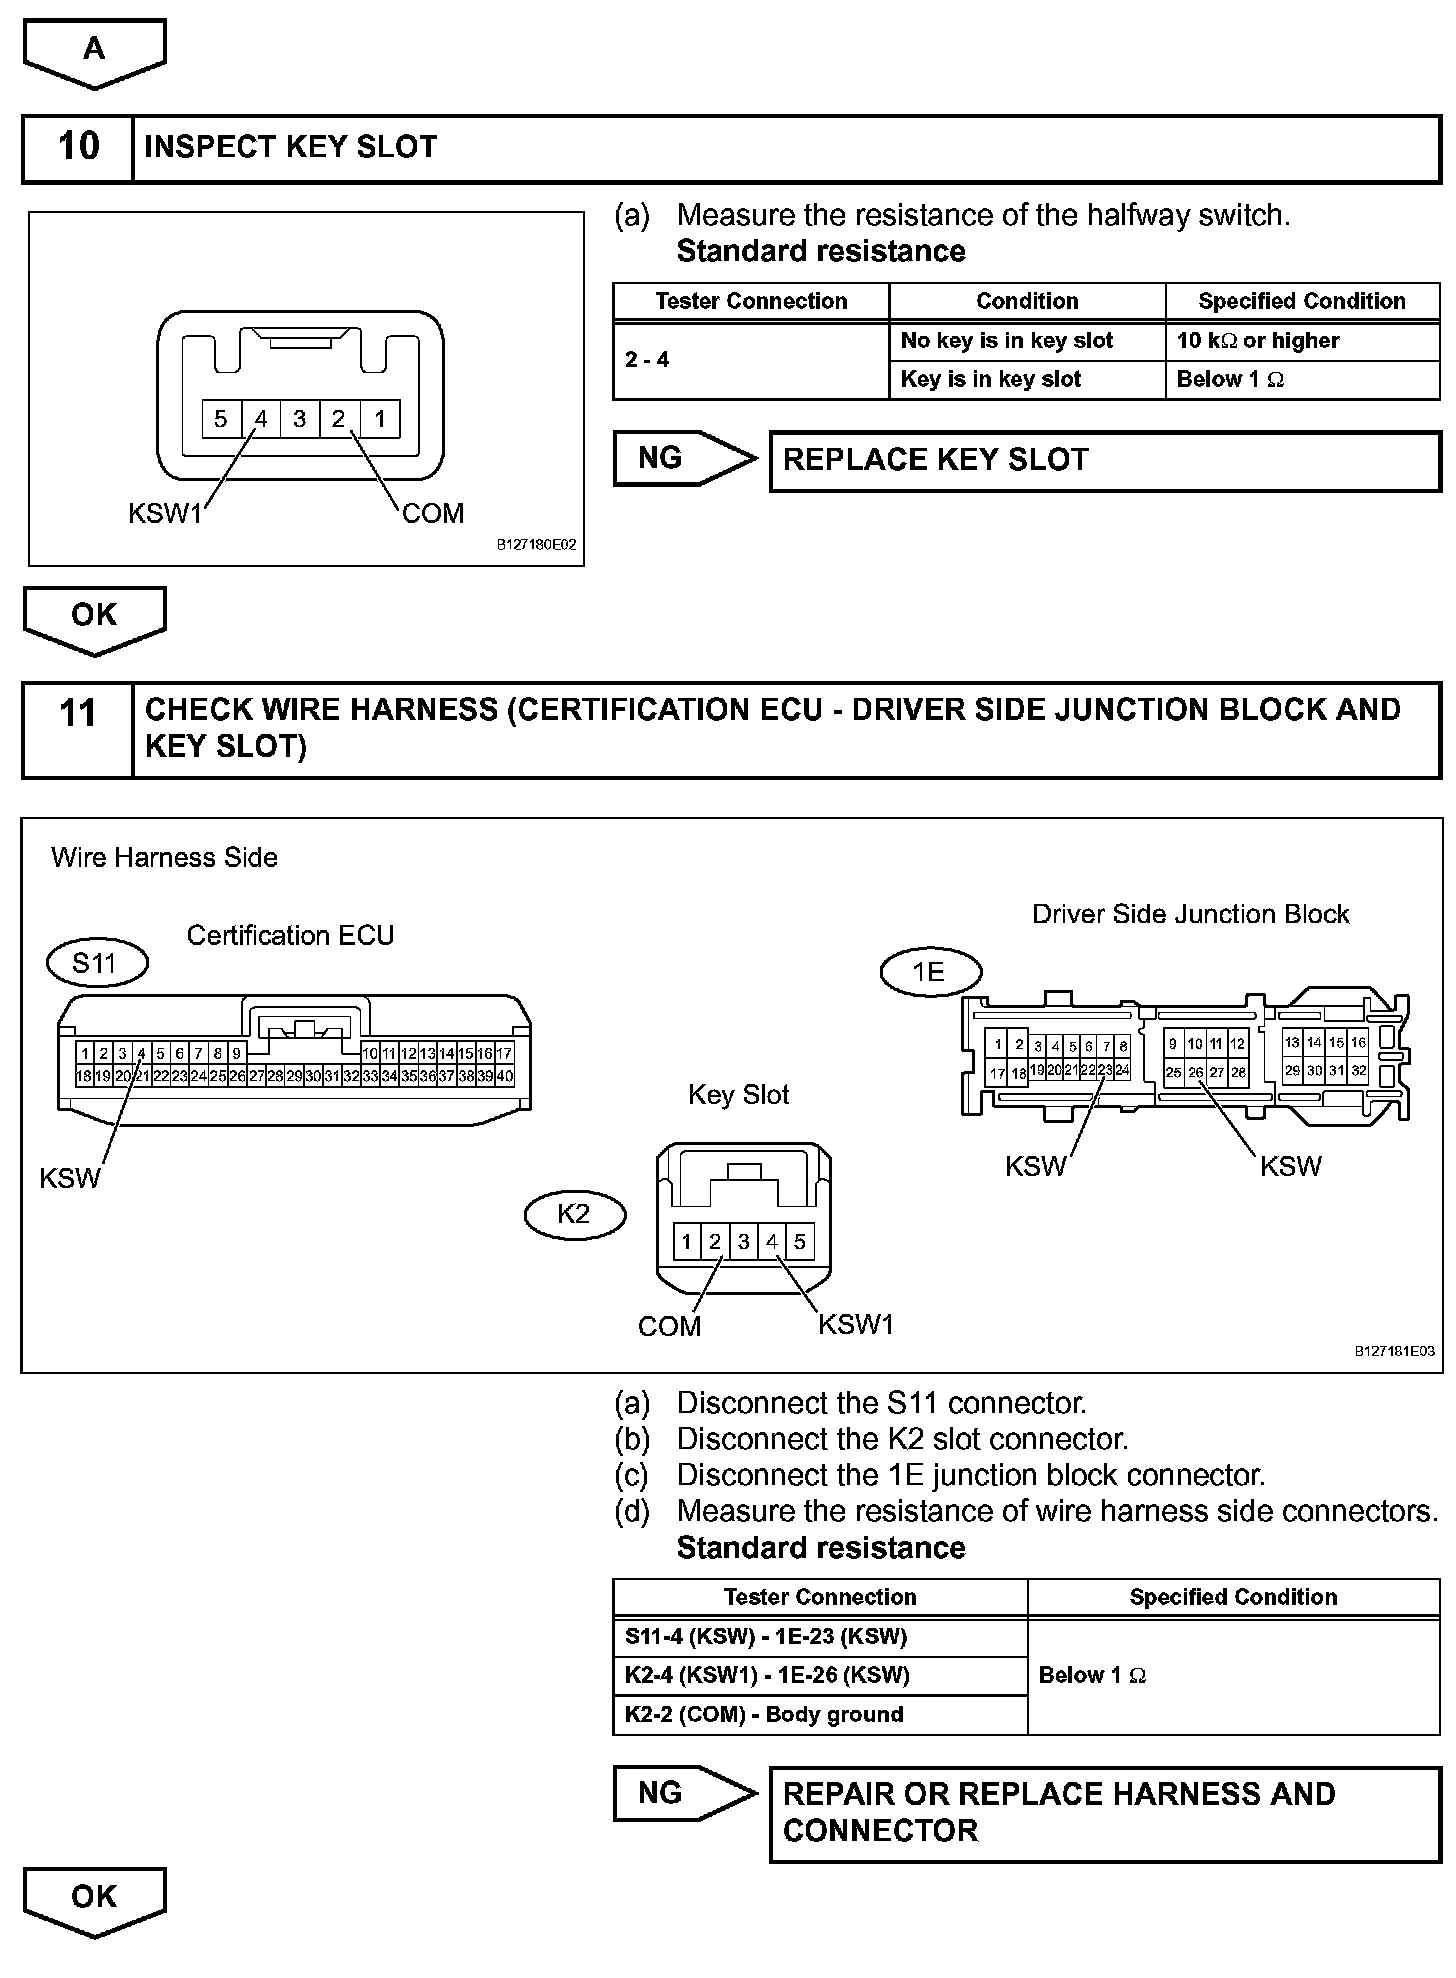 A
10 INSPECT KEY SLOT
5 4 3 2 1
KSW1 COM
B127180E02
(a) Measure the resistance of the halfway switch.
Standard resistance
Tester Connection Condition Specified Condition
2 - 4 No key is in key slot 10 kΩ or higher
Key is in key slot Below 1 Ω
NG REPLACE KEY SLOT
OK
11 CHECK WIRE HARNESS (CERTIFICATION ECU - DRIVER SIDE JUNCTION BLOCK AND
KEY SLOT)
Wire Harness Side
Certification ECU
S11
1 2 3 4 5 6 7 8 9 10 11 12 13 14 15 16 17
18 19 20 21 22 23 24 25 26 27 28 29 30 31 32 33 34 35 36 37 38 39 40
KSW
Driver Side Junction Block
1E
1 2 3 4 5 6 7 8 9 10 11 12 13 14 15 16
17 18 19 20 21 22 23 24 25 26 27 28 29 30 31 32
KSW KSW
Key Slot
K2
1 2 3 4 5
COM KSW1
B127181E03
(a) Disconnect the S11 connector.
(b) Disconnect the K2 slot connector.
(c) Disconnect the 1E junction block connector.
(d) Measure the resistance of wire harness side connectors.
Standard resistance
Tester Connection Specified Condition
S11-4 (KSW) - 1E-23 (KSW)
K2-4 (KSW1) - 1E-26 (KSW) Below 1 Ω
K2-2 (COM) - Body ground
NG REPAIR OR REPLACE HARNESS AND
CONNECTOR
OK